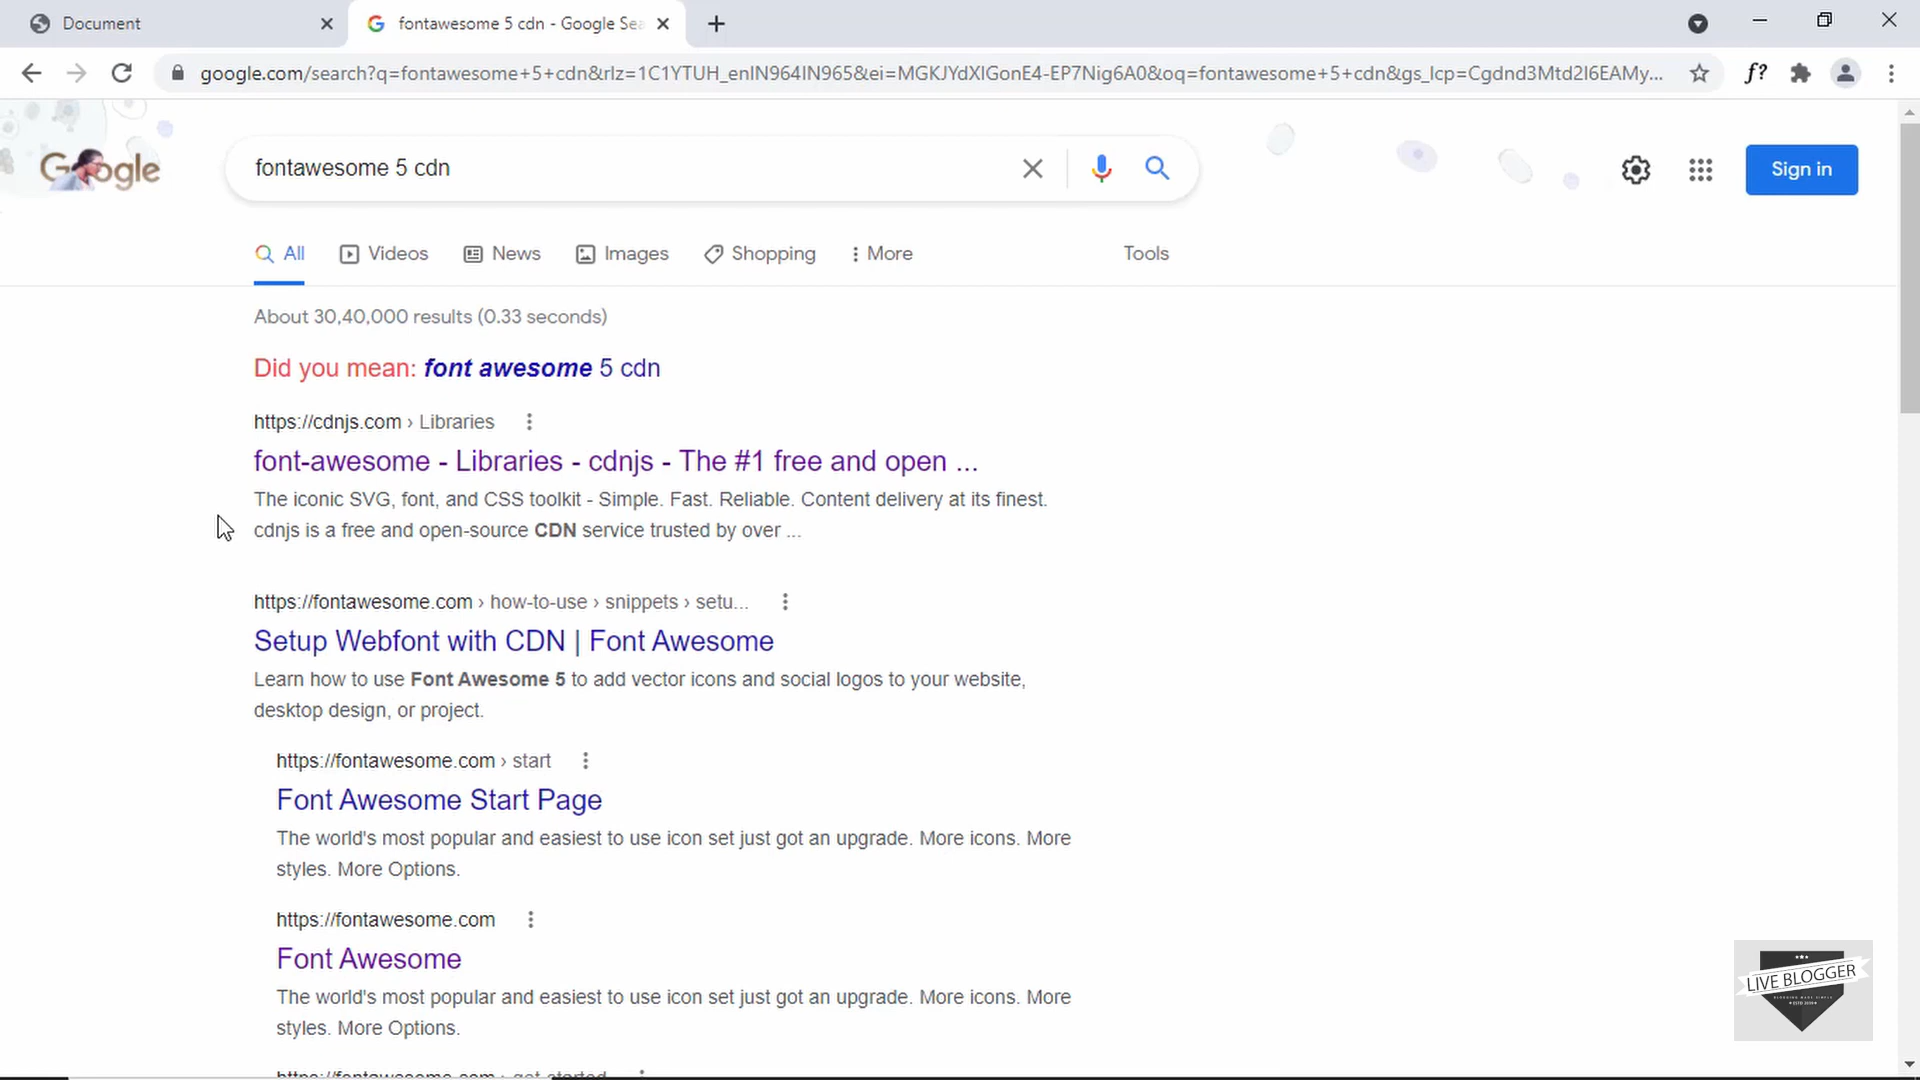 Document
fontawesome 5 cdn - Google Sea
google.com/search?q=fontawesome+5+cdn&rlz=1C1YTUH_enIN964IN965&ei=MGKJYdXIGonE4-EP7Nig6A0&oq=fontawesome+5+cdn&gs_lcp=Cgdnd3Mtd2l6EAMy...
f?
Google
fontawesome 5 cdn
Sign in
All
Videos
News
Images
Shopping
More
Tools
About 30,40,000 results (0.33 seconds)
Did you mean: font awesome 5 cdn
https://cdnjs.com › Libraries
font-awesome - Libraries - cdnjs - The #1 free and open ...
The iconic SVG, font, and CSS toolkit - Simple. Fast. Reliable. Content delivery at its finest.
cdnjs is a free and open-source CDN service trusted by over ...
https://fontawesome.com › how-to-use › snippets › setu...
Setup Webfont with CDN | Font Awesome
Learn how to use Font Awesome 5 to add vector icons and social logos to your website,
desktop design, or project.
https://fontawesome.com › start
Font Awesome Start Page
The world's most popular and easiest to use icon set just got an upgrade. More icons. More
styles. More Options.
https://fontawesome.com
Font Awesome
The world's most popular and easiest to use icon set just got an upgrade. More icons. More
styles. More Options.
https://fontawesome.com › get-started
LIVE BLOGGER